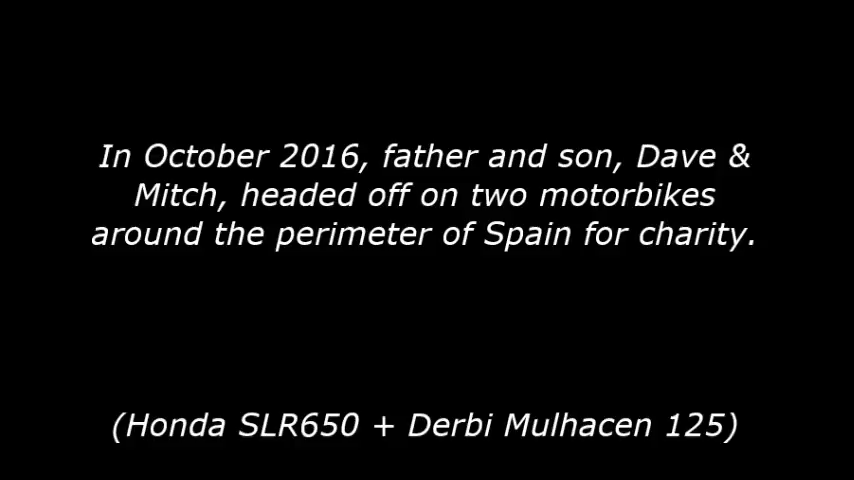 In October 2016, father and son, Dave &
Mitch, headed off on two motorbikes
around the perimeter of Spain for charity.
(Honda SLR650 + Derbi Mulhacen 125)